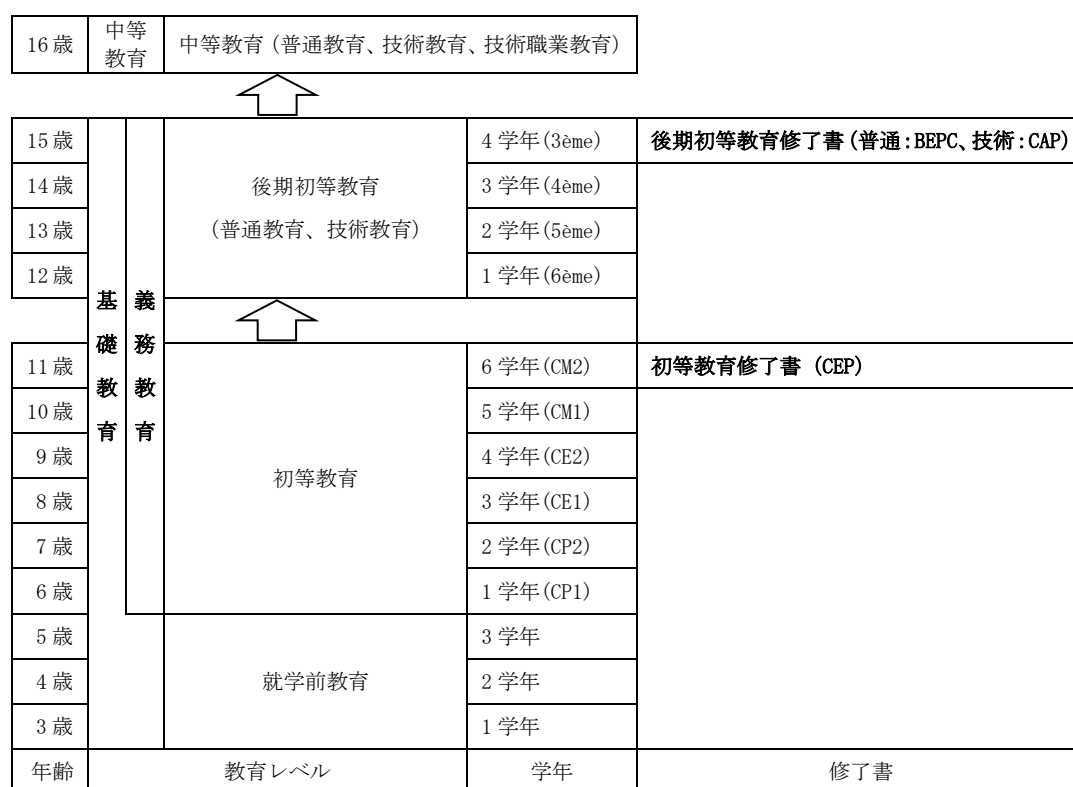 16歳 中等教育 中等教育(普通教育、技術教育、技術職業教育)
15歳 4学年(3ème) 後期初等教育修了書(普通:BEPC、技術:CAP)
14歳 後期初等教育 3学年(4ème)
13歳 (普通教育、技術教育) 2学年(5ème)
12歳 1学年(6ème)
基礎教育 義務教育
11歳 6学年(CM2) 初等教育修了書 (CEP)
10歳 5学年(CM1)
9歳 初等教育 4学年(CE2)
8歳 3学年(CE1)
7歳 2学年(CP2)
6歳 1学年(CP1)
5歳 3学年
4歳 就学前教育 2学年
3歳 1学年
年齢 教育レベル 学年 修了書